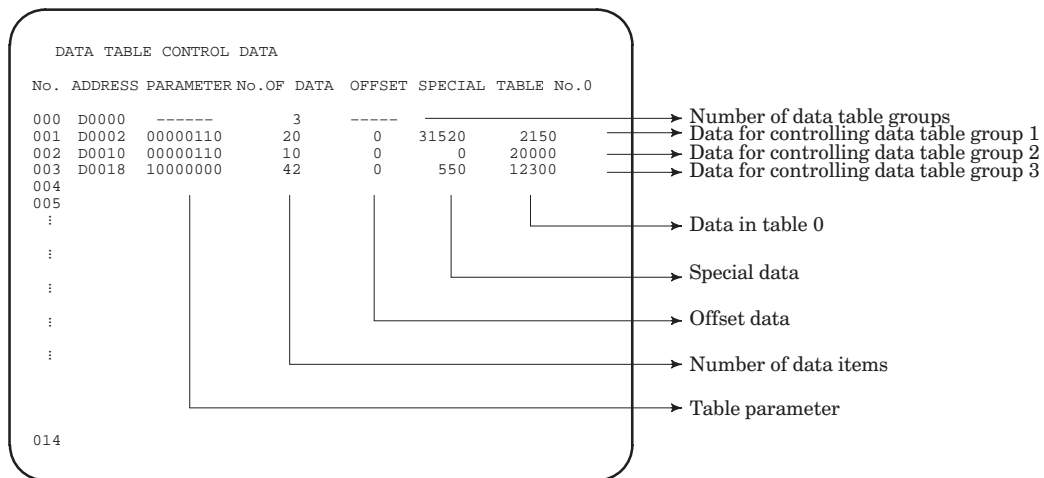 DATA TABLE CONTROL DATA
No. ADDRESS PARAMETER No.OF DATA OFFSET SPECIAL TABLE No.0
000 D0000 ------ 3 ----- Number of data table groups
001 D0002 00000110 20 0 31520 2150 Data for controlling data table group 1
002 D0010 00000110 10 0 0 20000 Data for controlling data table group 2
003 D0018 10000000 42 0 550 12300 Data for controlling data table group 3
004
005
⋮
Data in table 0
⋮
Special data
⋮
Offset data
⋮
Number of data items
⋮
Table parameter
014